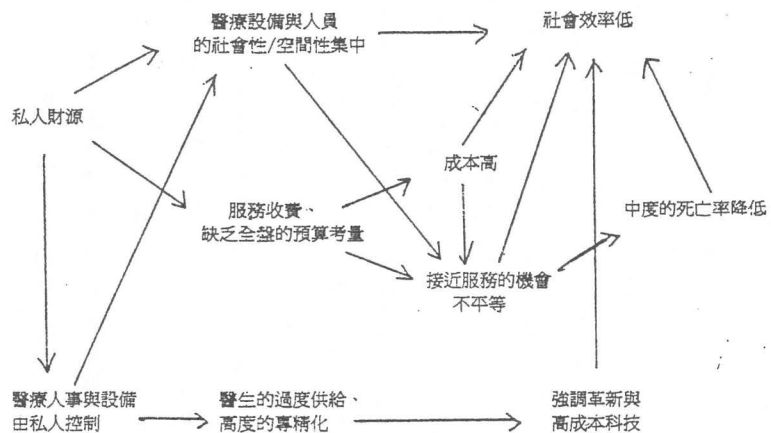 醫療設備與人員
的社會性/空間性集中
社會效率低
私人財源
成本高
服務收費、
缺乏全盤的預算考量
中度的死亡率降低
接近服務的機會
不平等
醫療人事與設備
由私人控制
醫生的過度供給、
高度的專精化
強調革新與
高成本科技